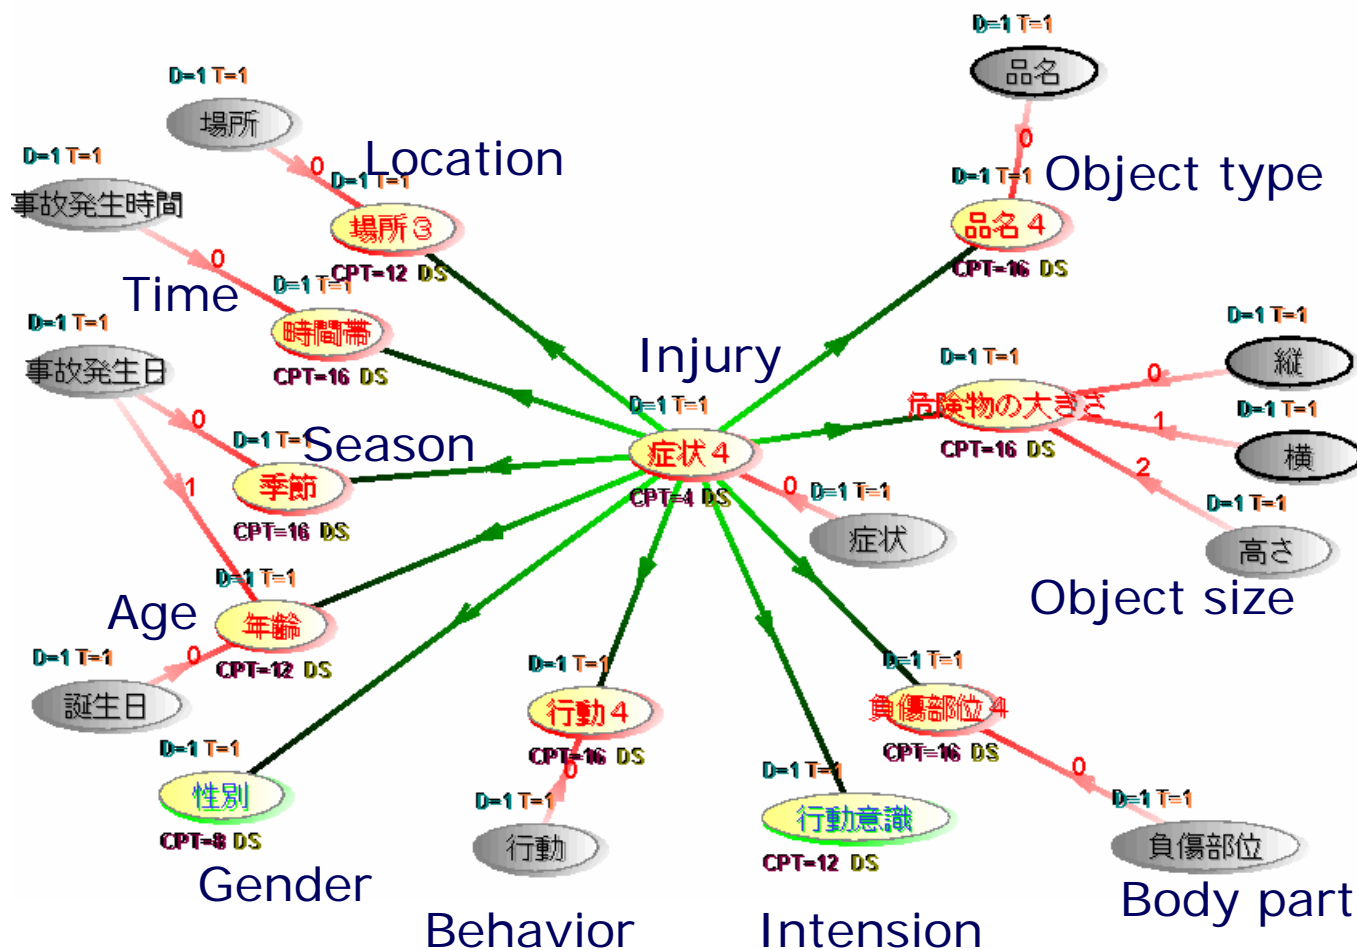 D=1 T=1
品名
D=1 T=1
場所
0
0
Location
Object type
D=1 T=1
事故発生時間
D=1 T=1
場所3
CPT=12 DS
D=1 T=1
品名4
CPT=16 DS
0
Time
D=1 T=1
時間帯
CPT=16 DS
Injury
D=1 T=1
縦
0
D=1 T=1
事故発生日
D=1 T=1
危険物の大きさ
CPT=16 DS
D=1 T=1
横
1
0
Season
D=1 T=1
季節
CPT=16 DS
D=1 T=1
症状4
CPT=4 DS
0
D=1 T=1
症状
2
D=1 T=1
高さ
1
Object size
Age
D=1 T=1
年齢
CPT=12 DS
0
D=1 T=1
誕生日
D=1 T=1
行動4
CPT=16 DS
D=1 T=1
負傷部位4
CPT=16 DS
D=1 T=1
性別
CPT=8 DS
0
D=1 T=1
行動
D=1 T=1
行動意識
CPT=12 DS
0
D=1 T=1
負傷部位
Gender
Behavior
Intension
Body part